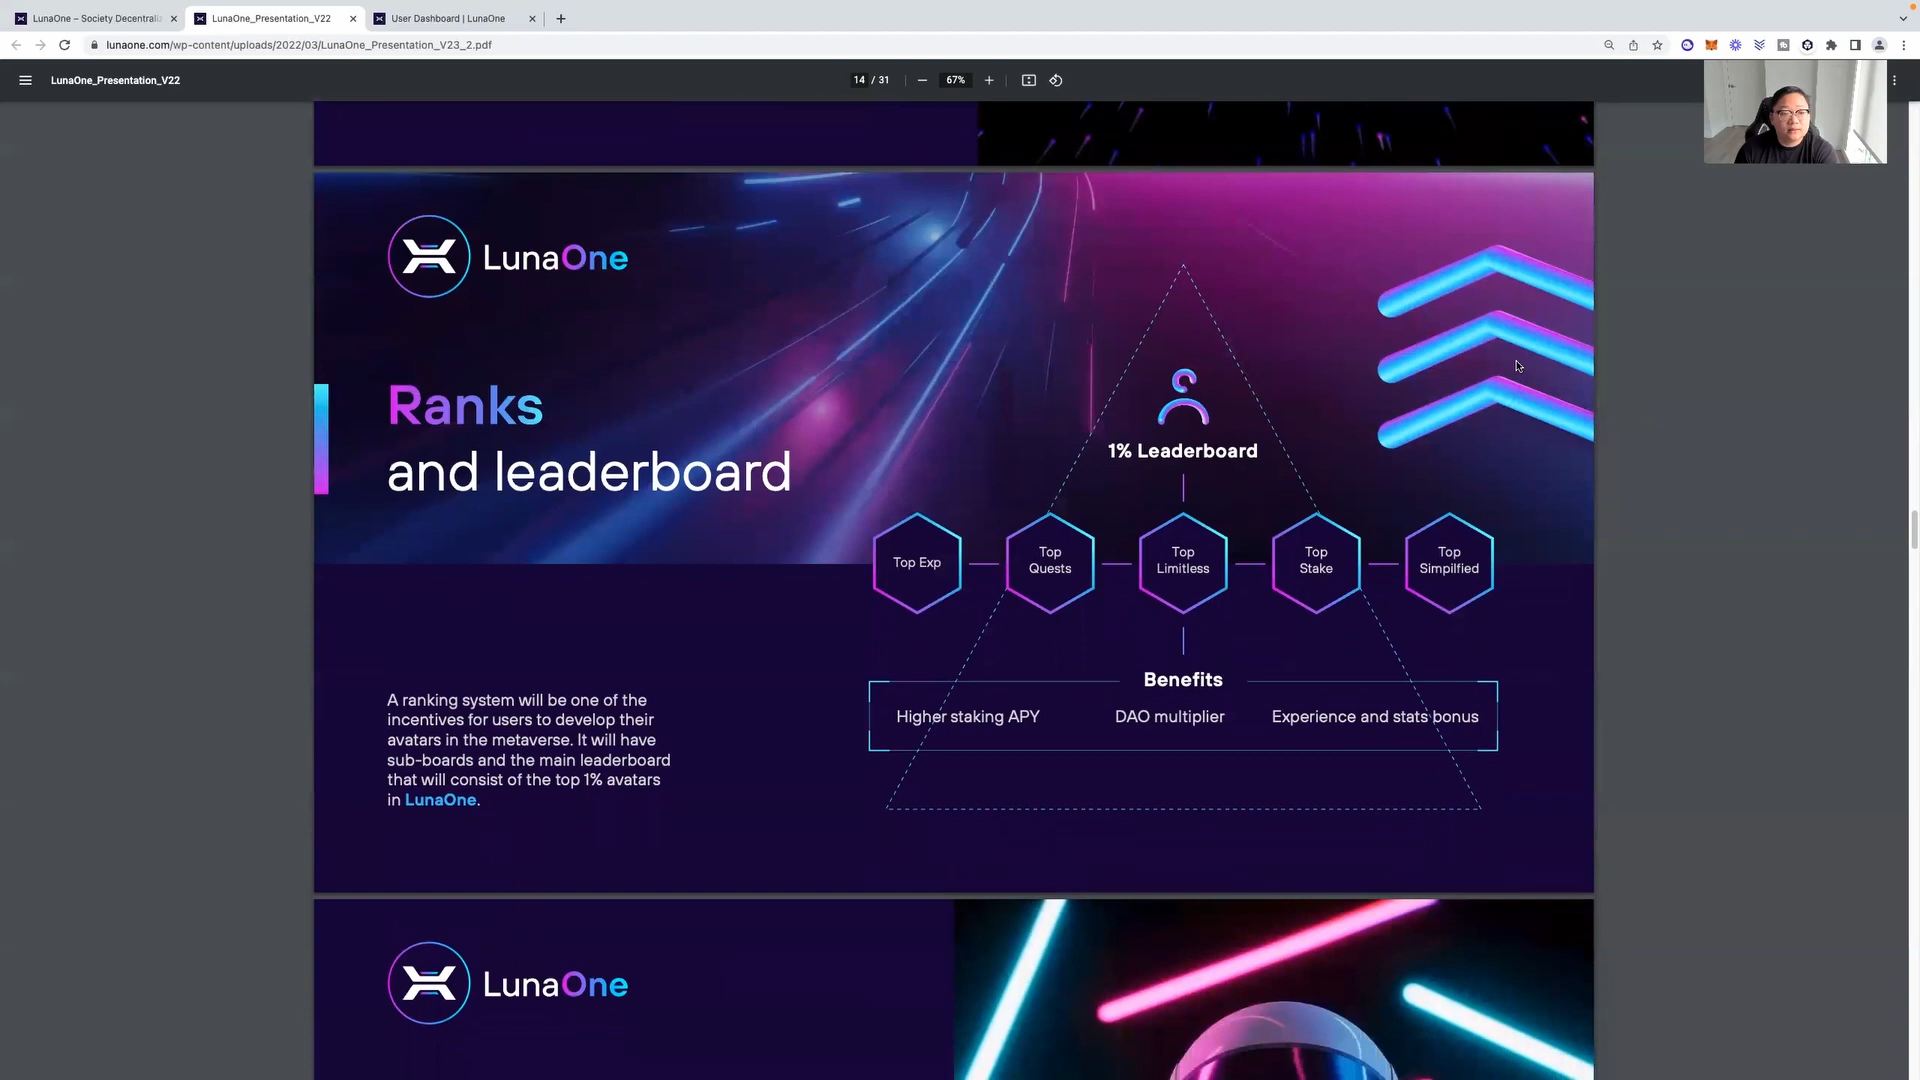 LunaOne – Society Decentraliz
LunaOne_Presentation_V22
User Dashboard | LunaOne
lunaone.com/wp-content/uploads/2022/03/LunaOne_Presentation_V23_2.pdf
LunaOne_Presentation_V22
14 / 31
67%
LunaOne
Ranks
and leaderboard
A ranking system will be one of the
incentives for users to develop their
avatars in the metaverse. It will have
sub-boards and the main leaderboard
that will consist of the top 1% avatars
in LunaOne.
1% Leaderboard
Top Exp
Top
Quests
Top
Limitless
Top
Stake
Top
Simpilfied
Benefits
Higher staking APY
DAO multiplier
Experience and stats bonus
LunaOne